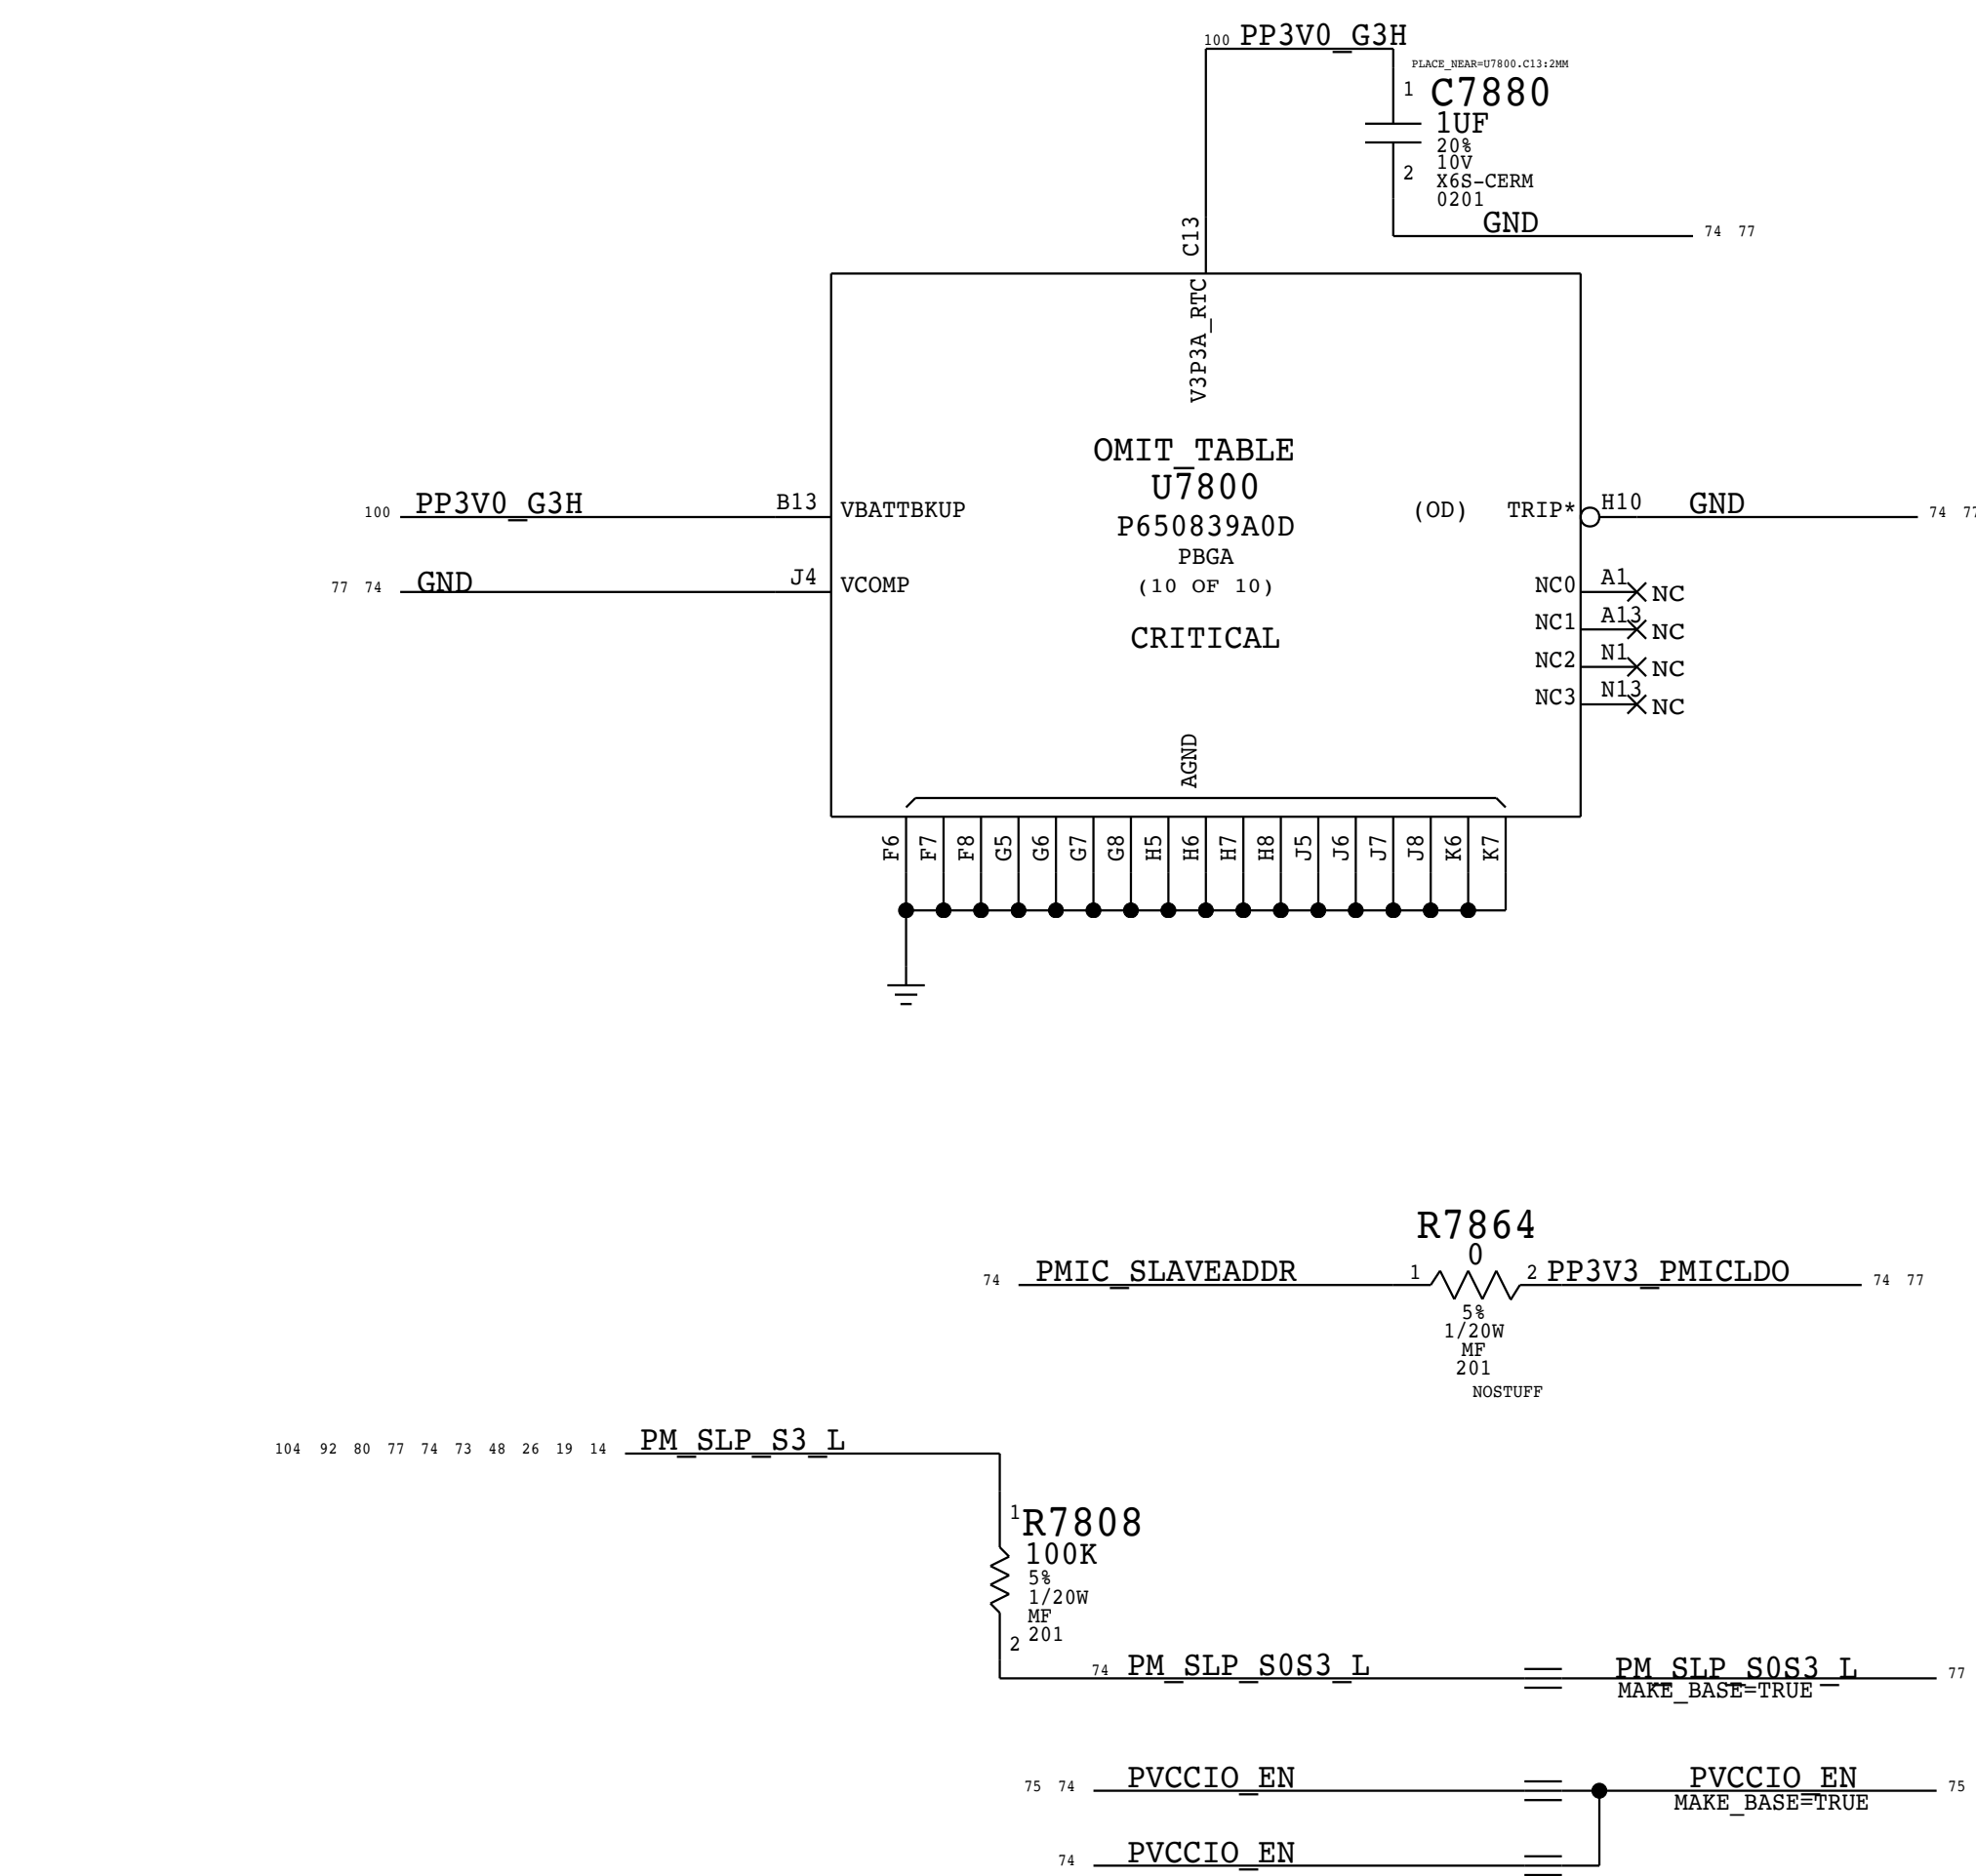 100 PP3V0_G3H
PLACE_NEAR=U7800.C13:2MM
1 C7880
1UF
20%
10V
2
X6S-CERM
0201
GND 74 77
C13
V3P3A_RTC
OMIT_TABLE
U7800
P650839A0D
PBGA
(10 OF 10)
CRITICAL
100 PP3V0_G3H B13 VBATTBKUP
77 74 GND J4 VCOMP
(OD) TRIP* H10 GND 74 77
NC0 A1 NC
NC1 A13 NC
NC2 N1 NC
NC3 N13 NC
AGND
F6 F7 F8 G5 G6 G7 G8 H5 H6 H7 H8 J5 J6 J7 J8 K6 K7
R7864
0
74 PMIC_SLAVEADDR 1 2 PP3V3_PMICLDO 74 77
5%
1/20W
MF
201
NOSTUFF
104 92 80 77 74 73 48 26 19 14 PM_SLP_S3_L
1 R7808
100K
5%
1/20W
MF
201
2
74 PM_SLP_S0S3_L PM_SLP_S0S3_L 77
MAKE_BASE=TRUE
75 74 PVCCIO_EN PVCCIO_EN 75
MAKE_BASE=TRUE
74 PVCCIO_EN